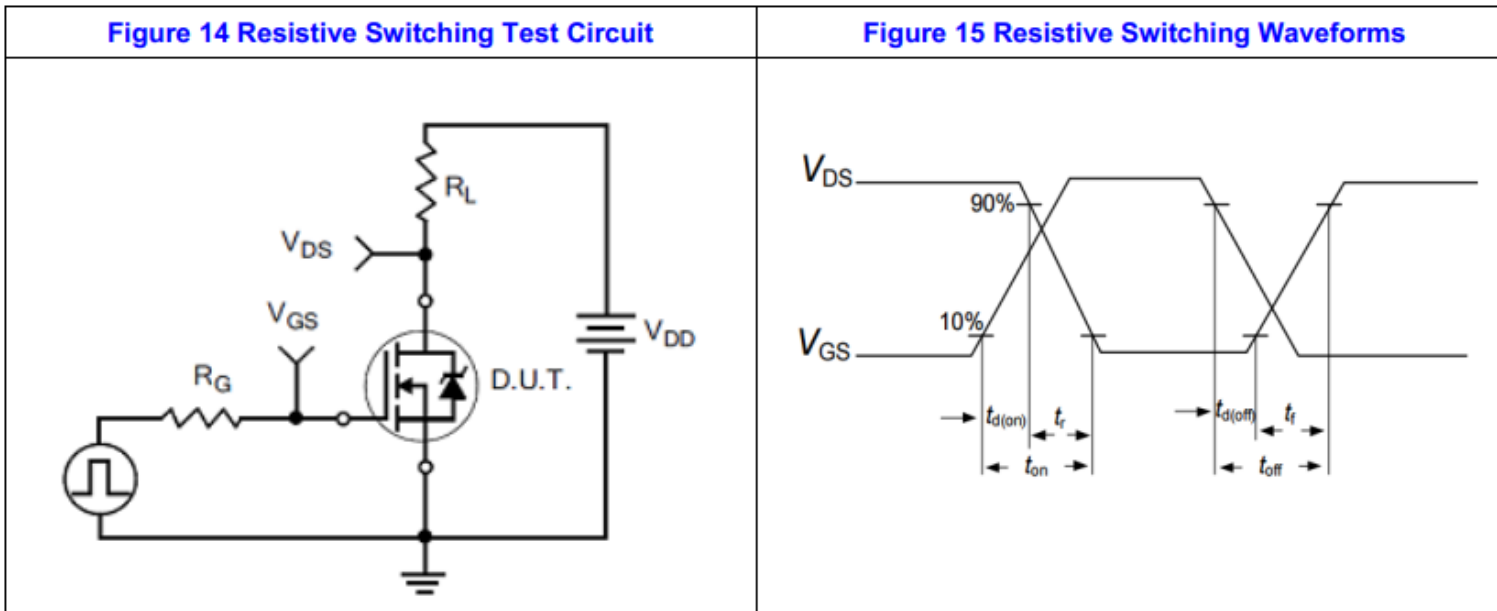 Figure 14 Resistive Switching Test Circuit
RL
VDS
VGS
VDD
RG
D.U.T.
Figure 15 Resistive Switching Waveforms
VDS
90%
10%
VGS
td(on) tr td(off) tf
ton toff